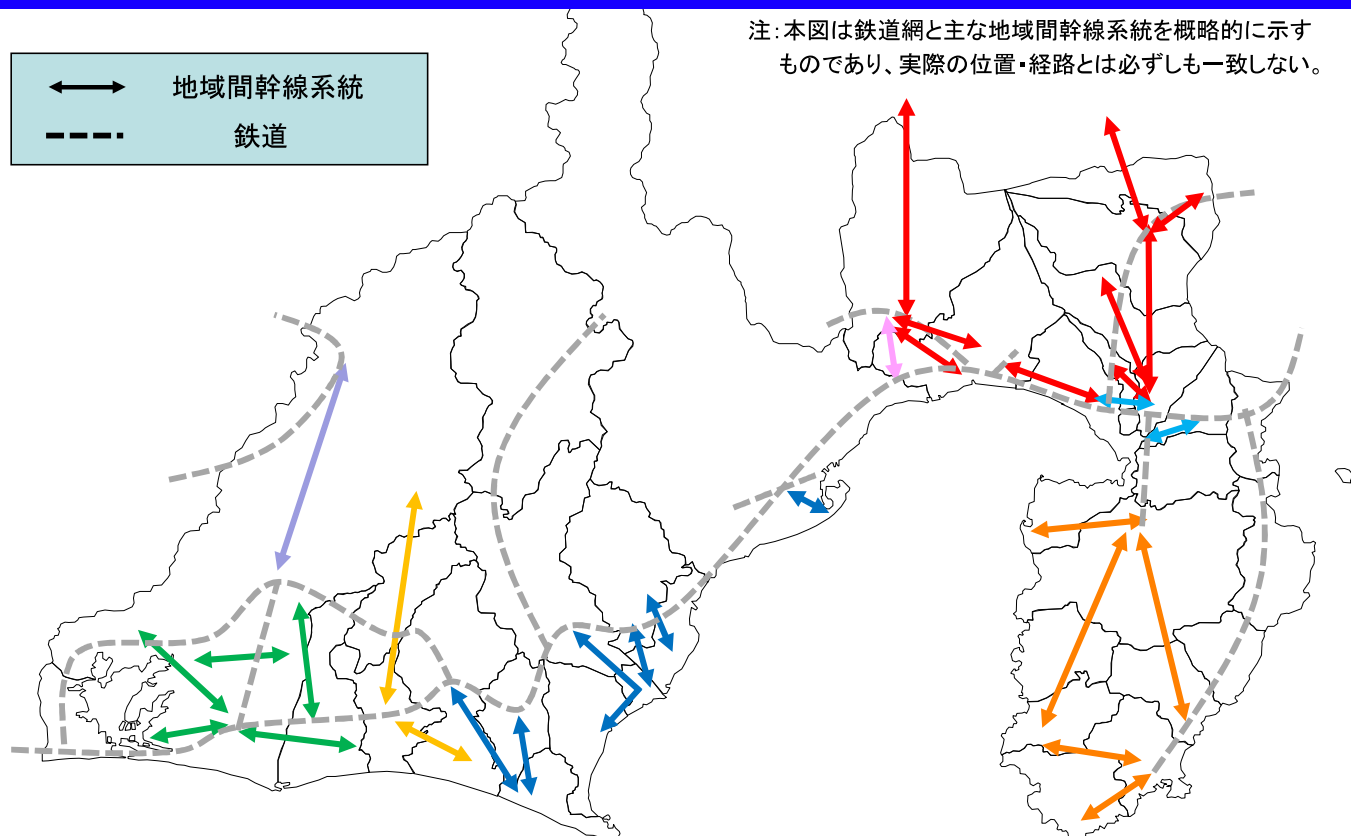 注：本図は鉄道網と主な地域間幹線系統を概略的に示す
ものであり、実際の位置・経路とは必ずしも一致しない。
地域間幹線系統
鉄道